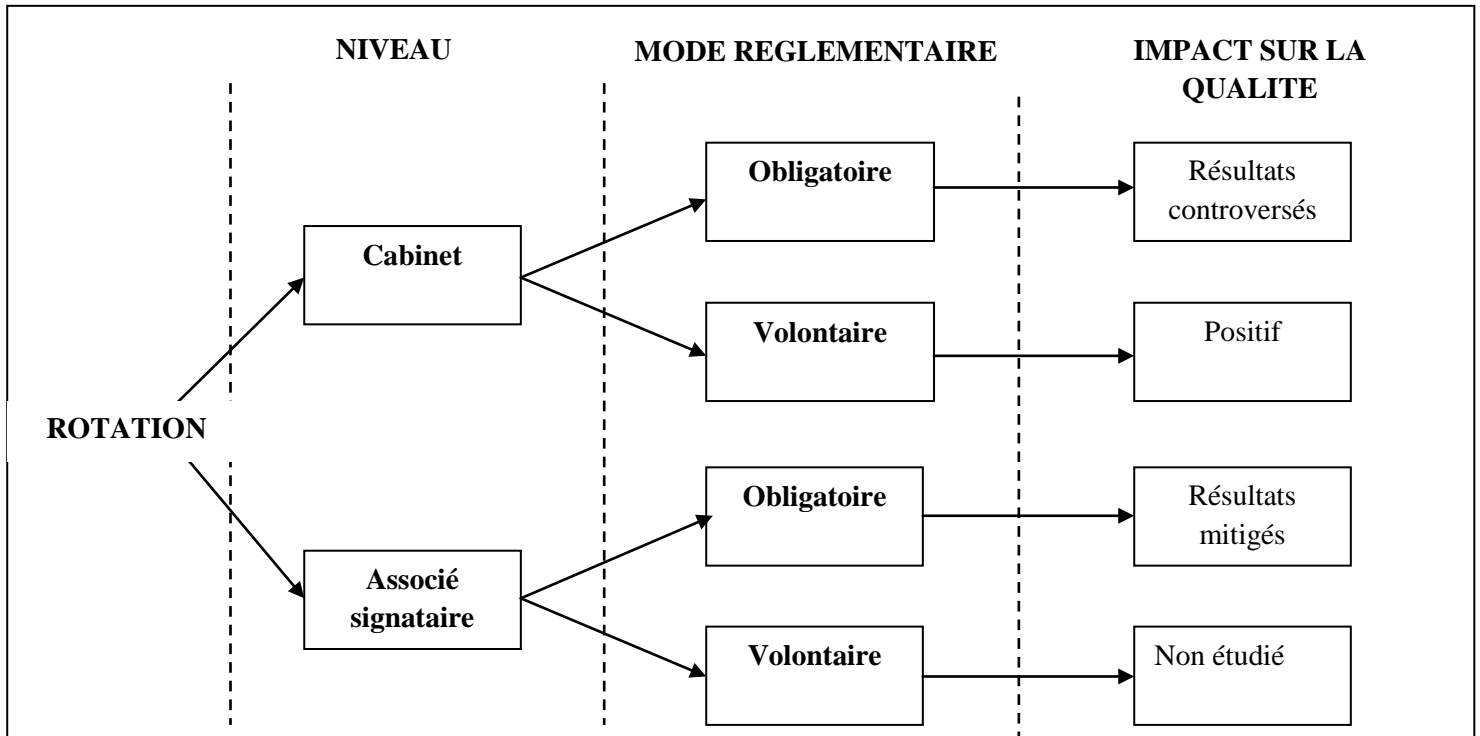 NIVEAU
MODE REGLEMENTAIRE
IMPACT SUR LA
QUALITE
Obligatoire
Résultats
controversés
Cabinet
Volontaire
Positif
ROTATION
Obligatoire
Résultats
mitigés
Associé
signataire
Volontaire
Non étudié